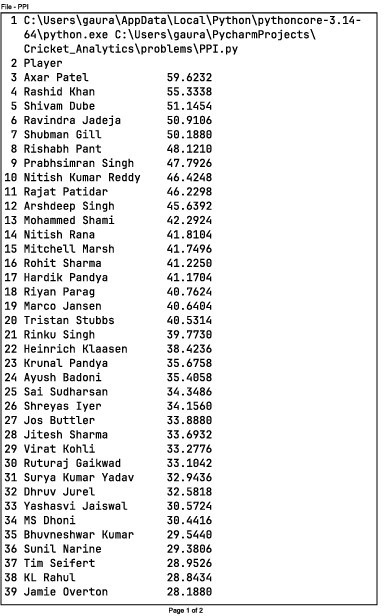 File - PPI
1 C:\Users\gaura\AppData\Local\Python\pythoncore-3.14-
64\python.exe C:\Users\gaura\PycharmProjects\
Cricket_Analytics\problems\PPI.py
2 Player
3 Axar Patel 59.6232
4 Rashid Khan 55.3338
5 Shivam Dube 51.1454
6 Ravindra Jadeja 50.9106
7 Shubman Gill 50.1880
8 Rishabh Pant 48.1210
9 Prabhsimran Singh 47.7926
10 Nitish Kumar Reddy 46.4248
11 Rajat Patidar 46.2298
12 Arshdeep Singh 45.6392
13 Mohammed Shami 42.2924
14 Nitish Rana 41.8104
15 Mitchell Marsh 41.7496
16 Rohit Sharma 41.2250
17 Hardik Pandya 41.1704
18 Riyan Parag 40.7624
19 Marco Jansen 40.6404
20 Tristan Stubbs 40.5314
21 Rinku Singh 39.7730
22 Heinrich Klaasen 38.4236
23 Krunal Pandya 35.6758
24 Ayush Badoni 35.4058
25 Sai Sudharsan 34.3486
26 Shreyas Iyer 34.1560
27 Jos Buttler 33.8880
28 Jitesh Sharma 33.6932
29 Virat Kohli 33.2776
30 Ruturaj Gaikwad 33.1042
31 Surya Kumar Yadav 32.9436
32 Dhruv Jurel 32.5818
33 Yashasvi Jaiswal 30.5724
34 MS Dhoni 30.4416
35 Bhuvneshwar Kumar 29.5440
36 Sunil Narine 29.3806
37 Tim Seifert 28.9526
38 KL Rahul 28.8434
39 Jamie Overton 28.1880
Page 1 of 2